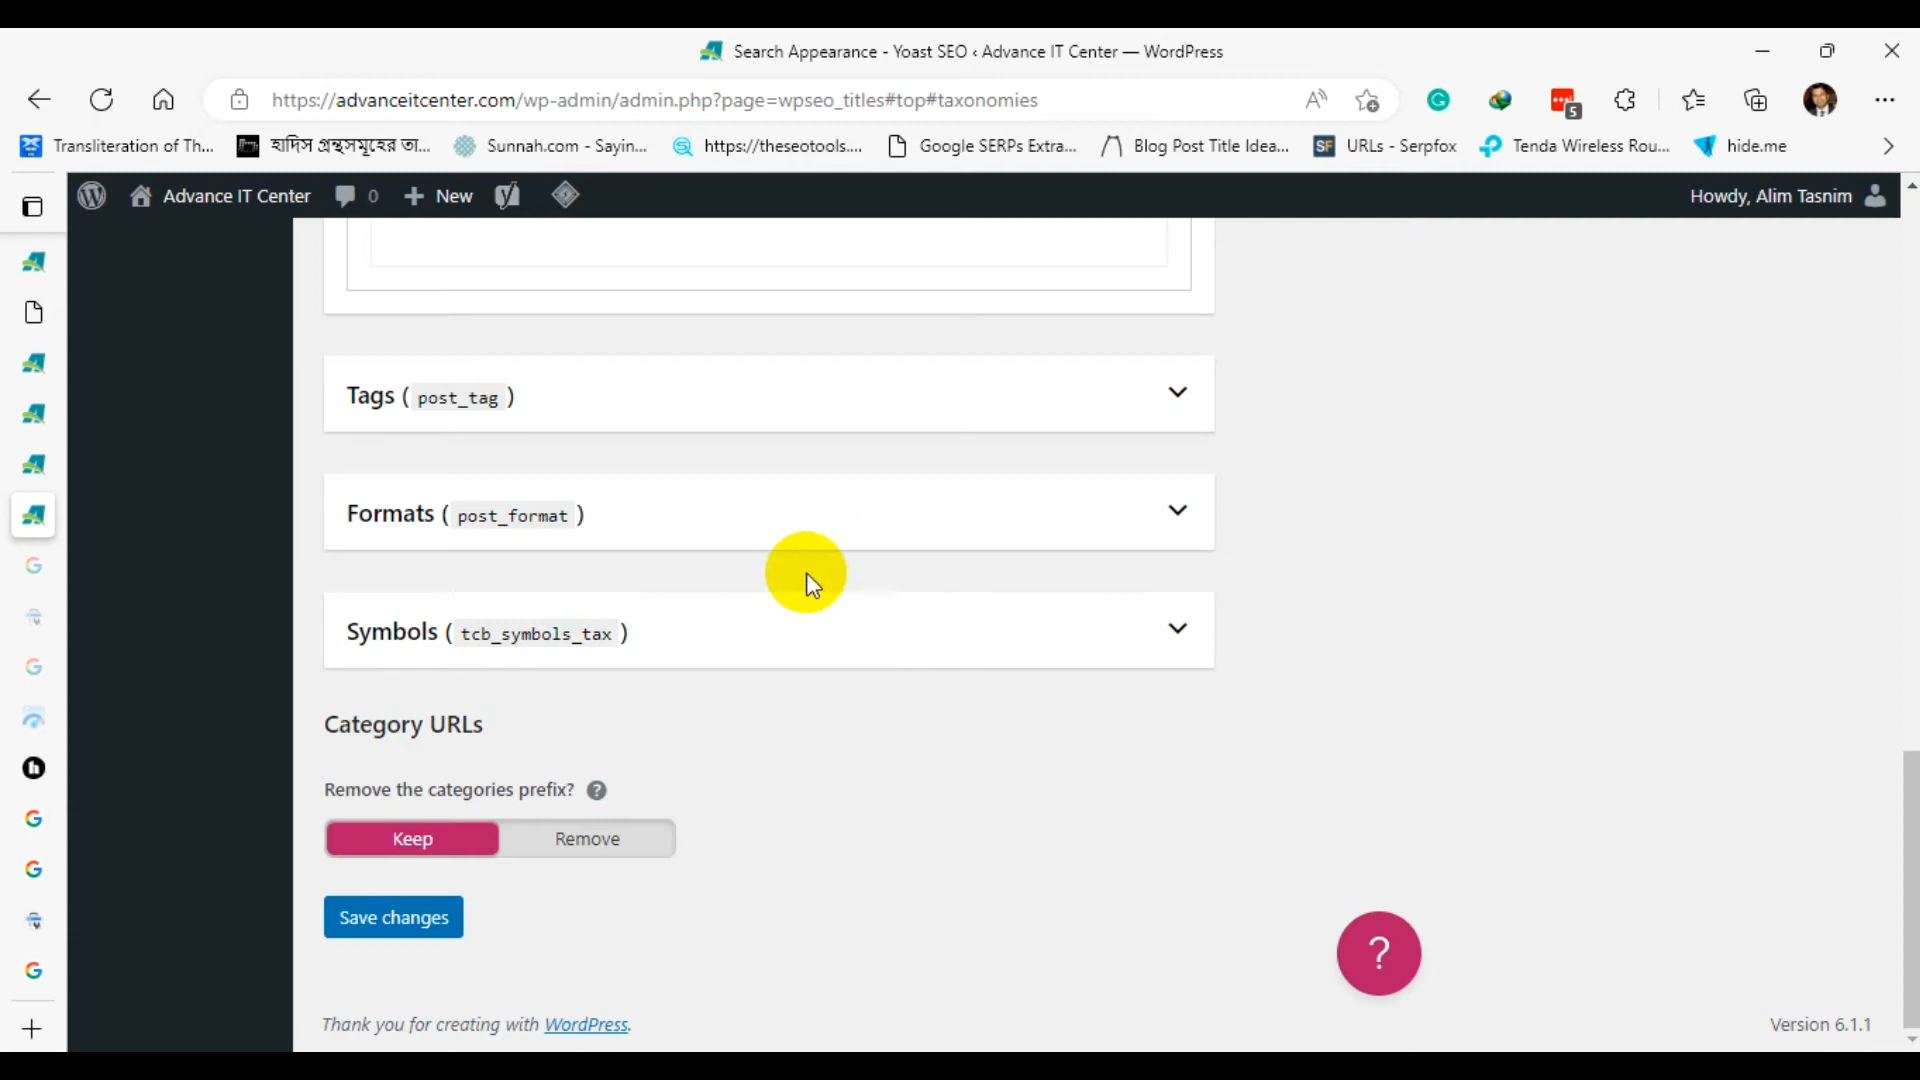 Search Appearance - Yoast SEO ‹ Advance IT Center — WordPress
https://advanceitcenter.com/wp-admin/admin.php?page=wpseo_titles#top#taxonomies
5
Transliteration of Th... হাদিস গ্রন্থসমূহের তা... Sunnah.com - Sayin... https://theseotools.... Google SERPs Extra... Blog Post Title Idea... SF URLs - Serpfox Tenda Wireless Rou... hide.me
Advance IT Center 0 New Howdy, Alim Tasnim
Tags ( post_tag )
Formats ( post_format )
Symbols ( tcb_symbols_tax )
Category URLs
Remove the categories prefix? ?
Keep Remove
Save changes
?
Thank you for creating with WordPress. Version 6.1.1